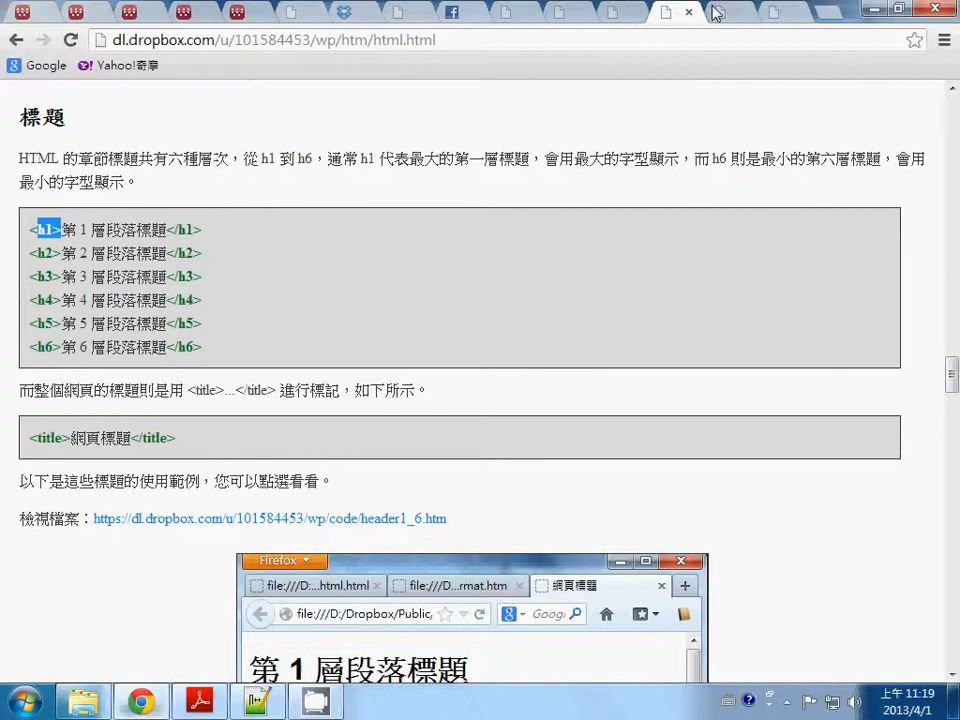 dl.dropbox.com/u/101584453/wp/htm/html.html
Google Yahoo!奇摩
標題
HTML 的章節標題共有六種層次，從 h1 到 h6，通常 h1 代表最大的第一層標題，會用最大的字型顯示，而 h6 則是最小的第六層標題，會用
最小的字型顯示。
<h1>第 1 層段落標題</h1>
<h2>第 2 層段落標題</h2>
<h3>第 3 層段落標題</h3>
<h4>第 4 層段落標題</h4>
<h5>第 5 層段落標題</h5>
<h6>第 6 層段落標題</h6>
而整個網頁的標題則是用 <title>...</title> 進行標記，如下所示。
<title>網頁標題</title>
以下是這些標題的使用範例，您可以點選看看。
檢視檔案：https://dl.dropbox.com/u/101584453/wp/code/header1_6.htm
Firefox
file:///D:...html.html file:///D...rmat.htm 網頁標題
file:///D:/Dropbox/Public, Goog
第 1 層段落標題
上午 11:19
2013/4/1